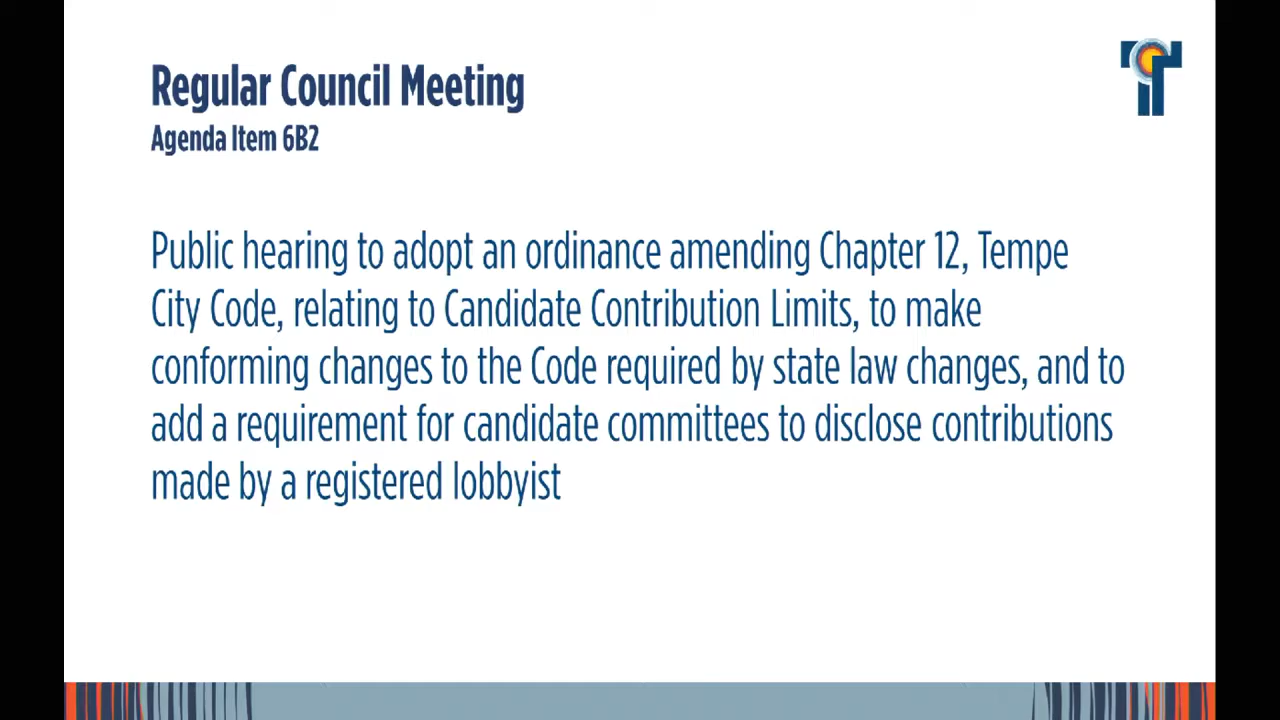 Regular Council Meeting
Agenda Item 6B2
Public hearing to adopt an ordinance amending Chapter 12, Tempe
City Code, relating to Candidate Contribution Limits, to make
conforming changes to the Code required by state law changes, and to
add a requirement for candidate committees to disclose contributions
made by a registered lobbyist